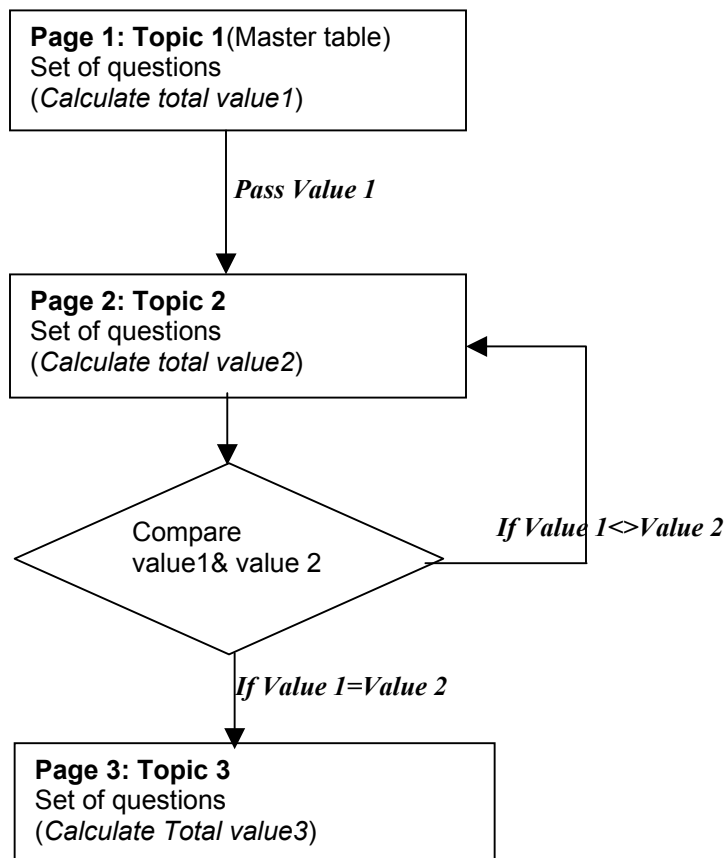 Page 1: Topic 1(Master table)
Set of questions
(Calculate total value1)
Pass Value 1
Page 2: Topic 2
Set of questions
(Calculate total value2)
Compare
value1& value 2
If Value 1<>Value 2
If Value 1=Value 2
Page 3: Topic 3
Set of questions
(Calculate Total value3)